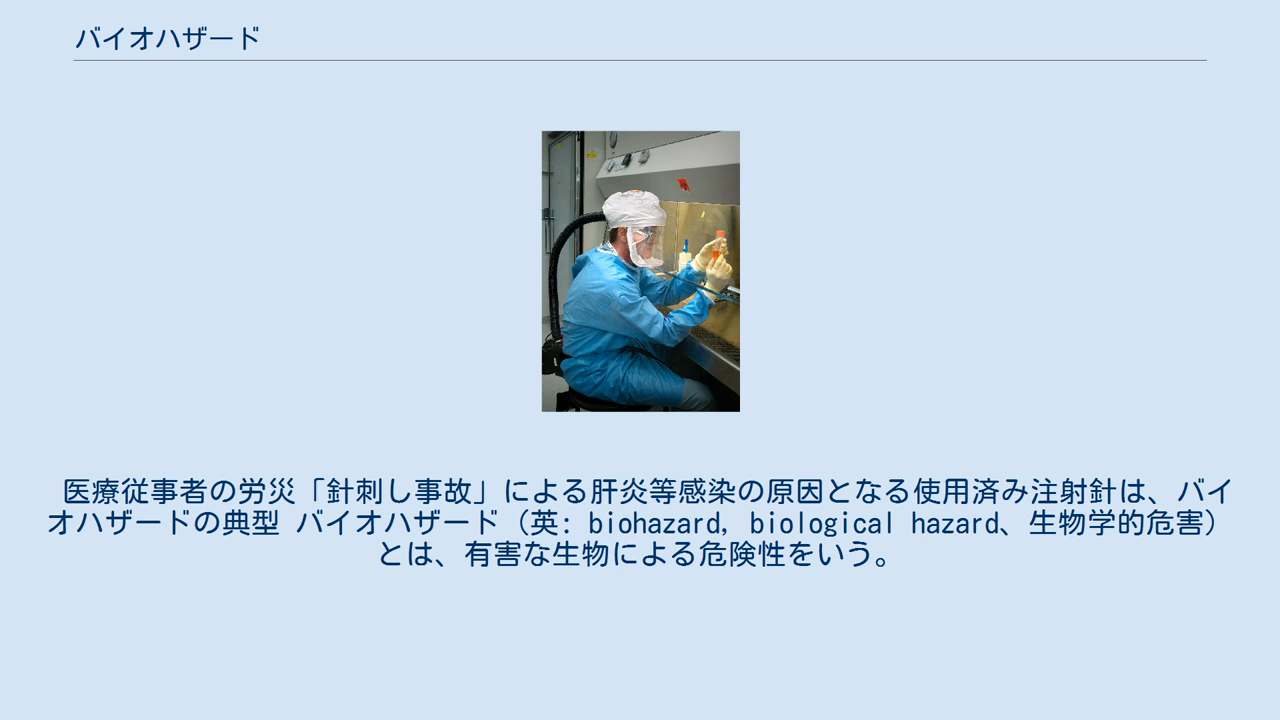 バイオハザード
医療従事者の労災「針刺し事故」による肝炎等感染の原因となる使用済み注射針は、バイ
オハザードの典型 バイオハザード（英: biohazard, biological hazard、生物学的危害）
とは、有害な生物による危険性をいう。